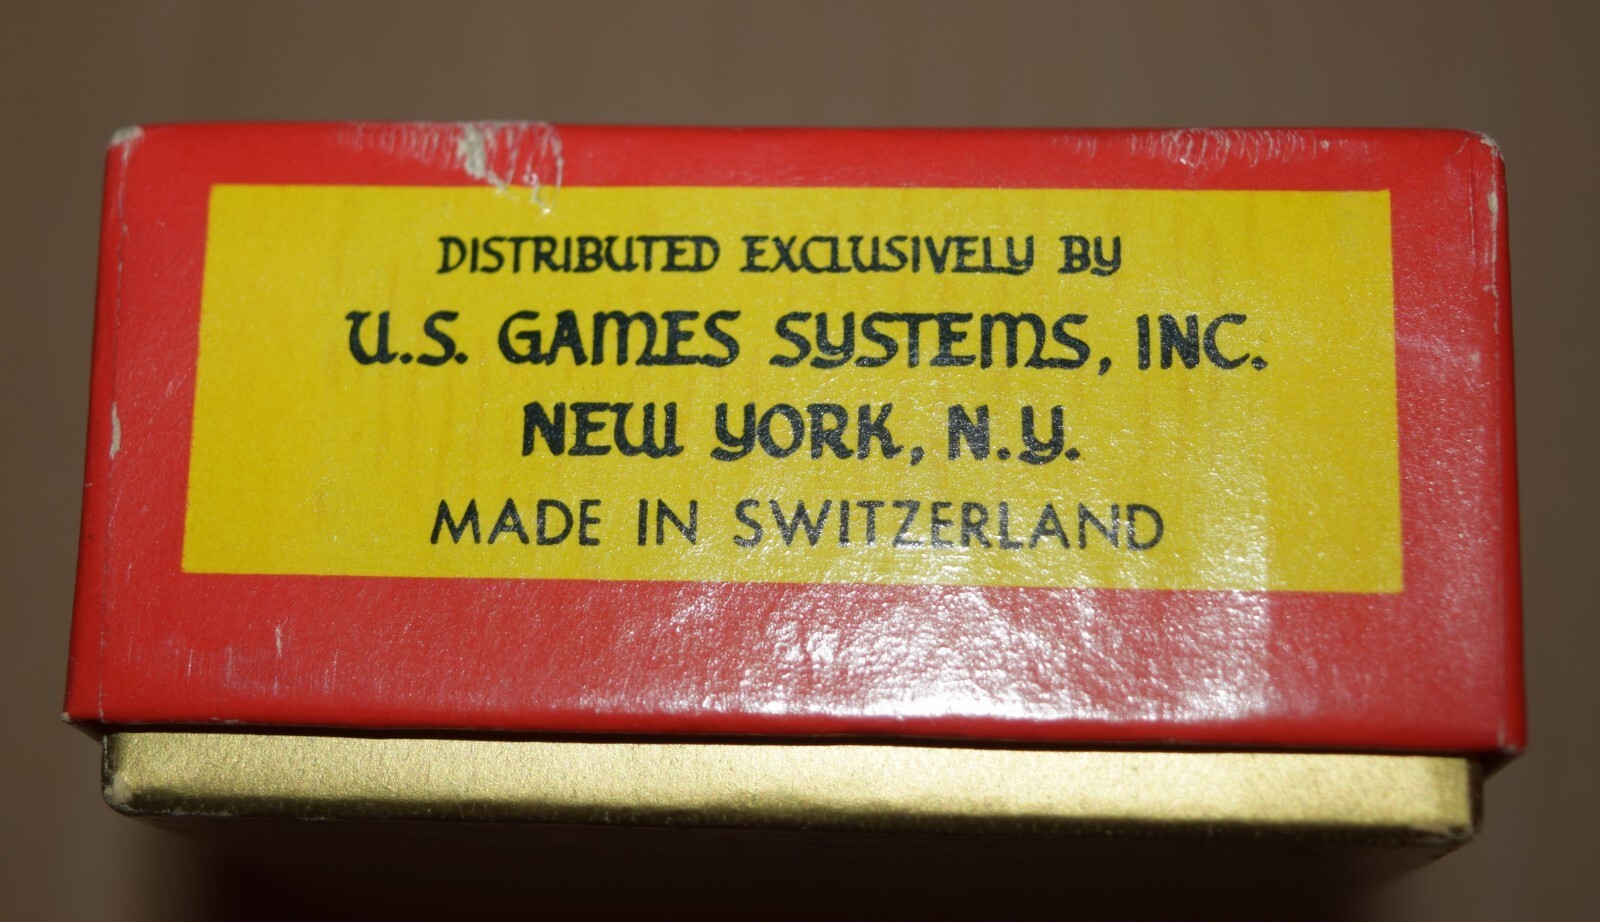 DISTRIBUTED EXCLUSIVELY BY
U.S. GAMES SYSTEMS, INC.
NEW YORK, N.Y.
MADE IN SWITZERLAND